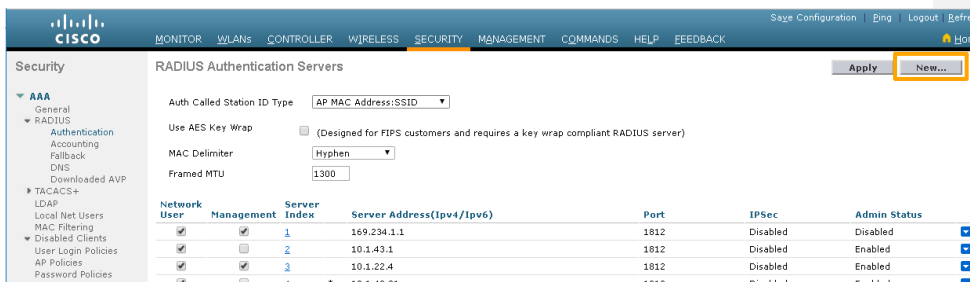 Save Configuration | Ping | Logout | Refre
CISCO
MONITOR WLANs CONTROLLER WIRELESS SECURITY MANAGEMENT COMMANDS HELP FEEDBACK
Hor
Security
RADIUS Authentication Servers
Apply
New...
AAA
General
RADIUS
Authentication
Accounting
Fallback
DNS
Downloaded AVP
TACACS+
LDAP
Local Net Users
MAC Filtering
Disabled Clients
User Login Policies
AP Policies
Password Policies
Auth Called Station ID Type AP MAC Address:SSID
Use AES Key Wrap (Designed for FIPS customers and requires a key wrap compliant RADIUS server)
MAC Delimiter Hyphen
Framed MTU 1300
Network User Management Server Index Server Address(Ipv4/Ipv6) Port IPSec Admin Status
1 169.234.1.1 1812 Disabled Disabled
2 10.1.43.1 1812 Disabled Enabled
3 10.1.22.4 1812 Disabled Enabled